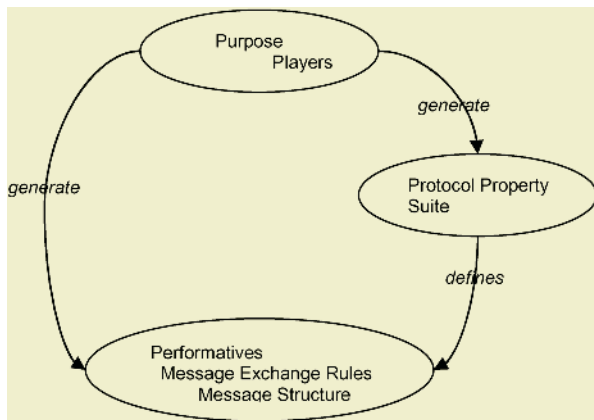 Purpose
Players
generate
generate
Protocol Property
Suite
defines
Performatives
Message Exchange Rules
Message Structure